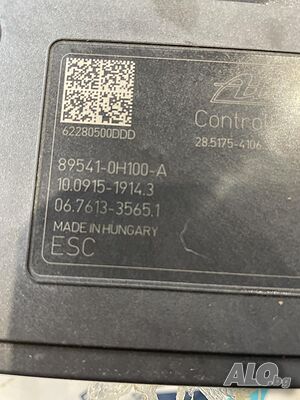 62280500DDD
Control
28.5175-4106
89541-0H100-A
10.0915-1914.3
06.7613-3565.1
MADE IN HUNGARY
ESC
ALO.bg